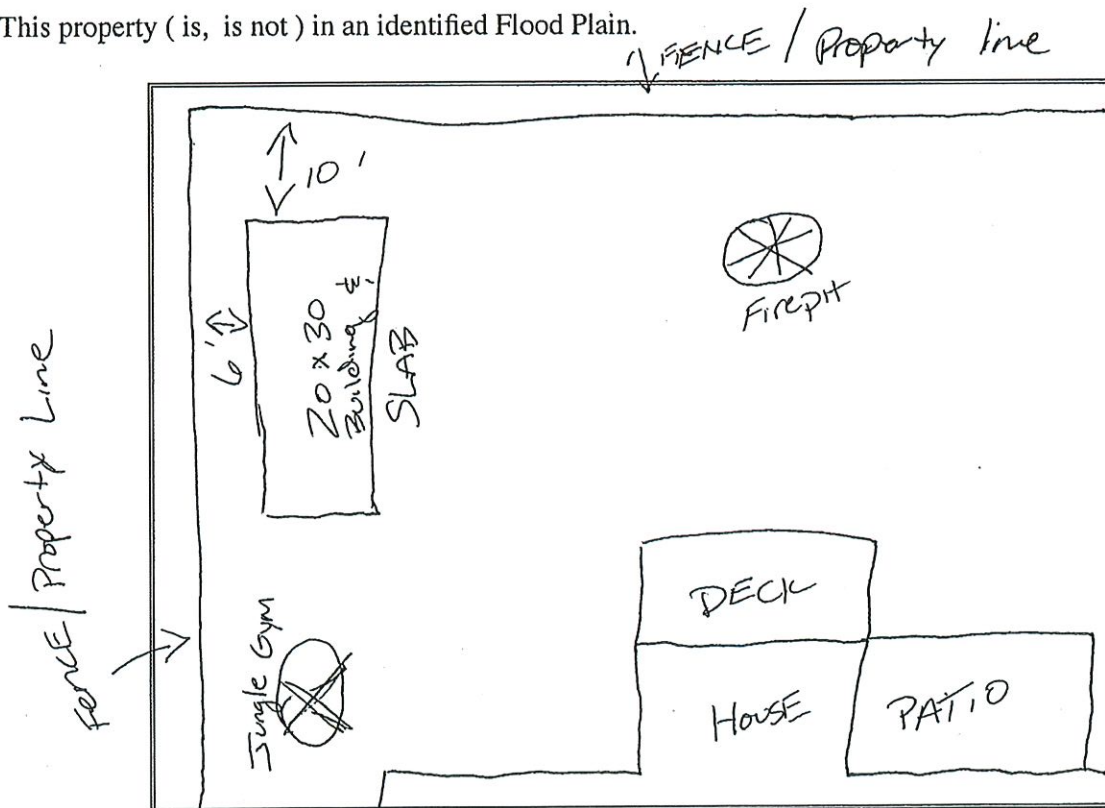 This property ( is, is not ) in an identified Flood Plain.
FENCE / Property line
10'
6'
20 x 30
Building &
SLAB
Firepit
Fence / Property Line
Jungle Gym
DECK
HOUSE
PATIO